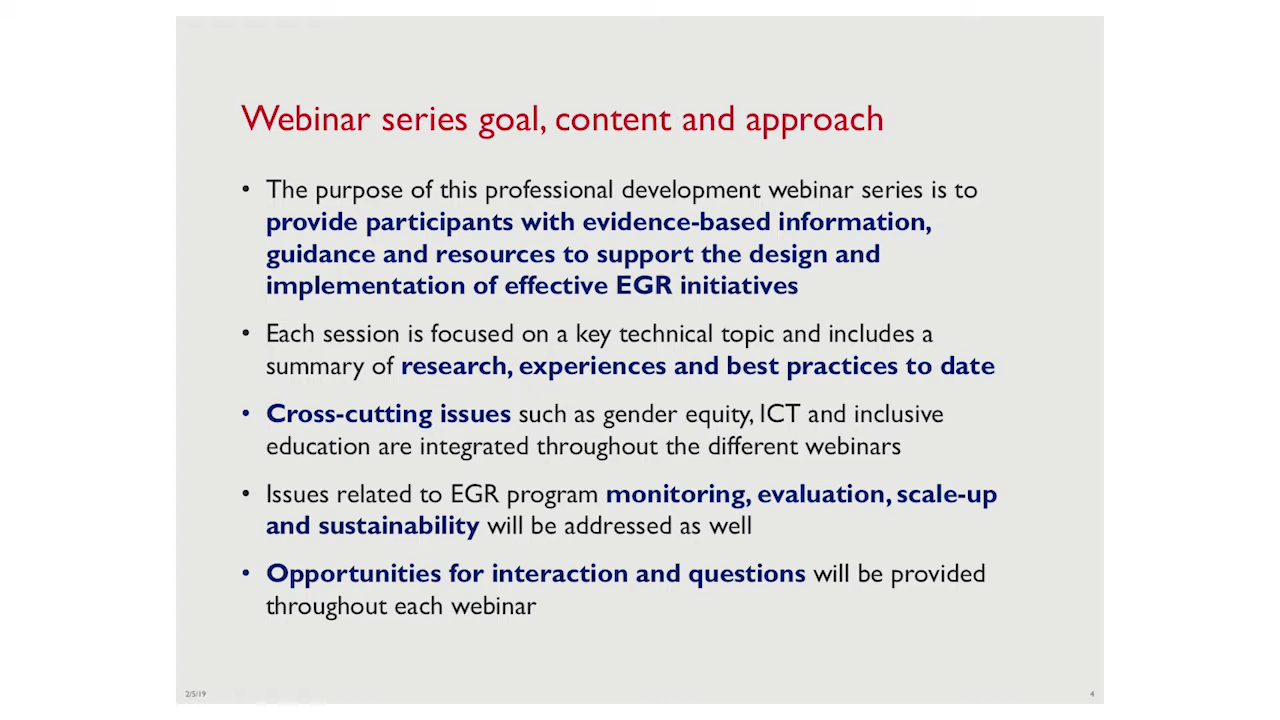 Webinar series goal, content and approach
• The purpose of this professional development webinar series is to
provide participants with evidence-based information,
guidance and resources to support the design and
implementation of effective EGR initiatives
• Each session is focused on a key technical topic and includes a
summary of research, experiences and best practices to date
• Cross-cutting issues such as gender equity, ICT and inclusive
education are integrated throughout the different webinars
• Issues related to EGR program monitoring, evaluation, scale-up
and sustainability will be addressed as well
• Opportunities for interaction and questions will be provided
throughout each webinar
2/5/19
4